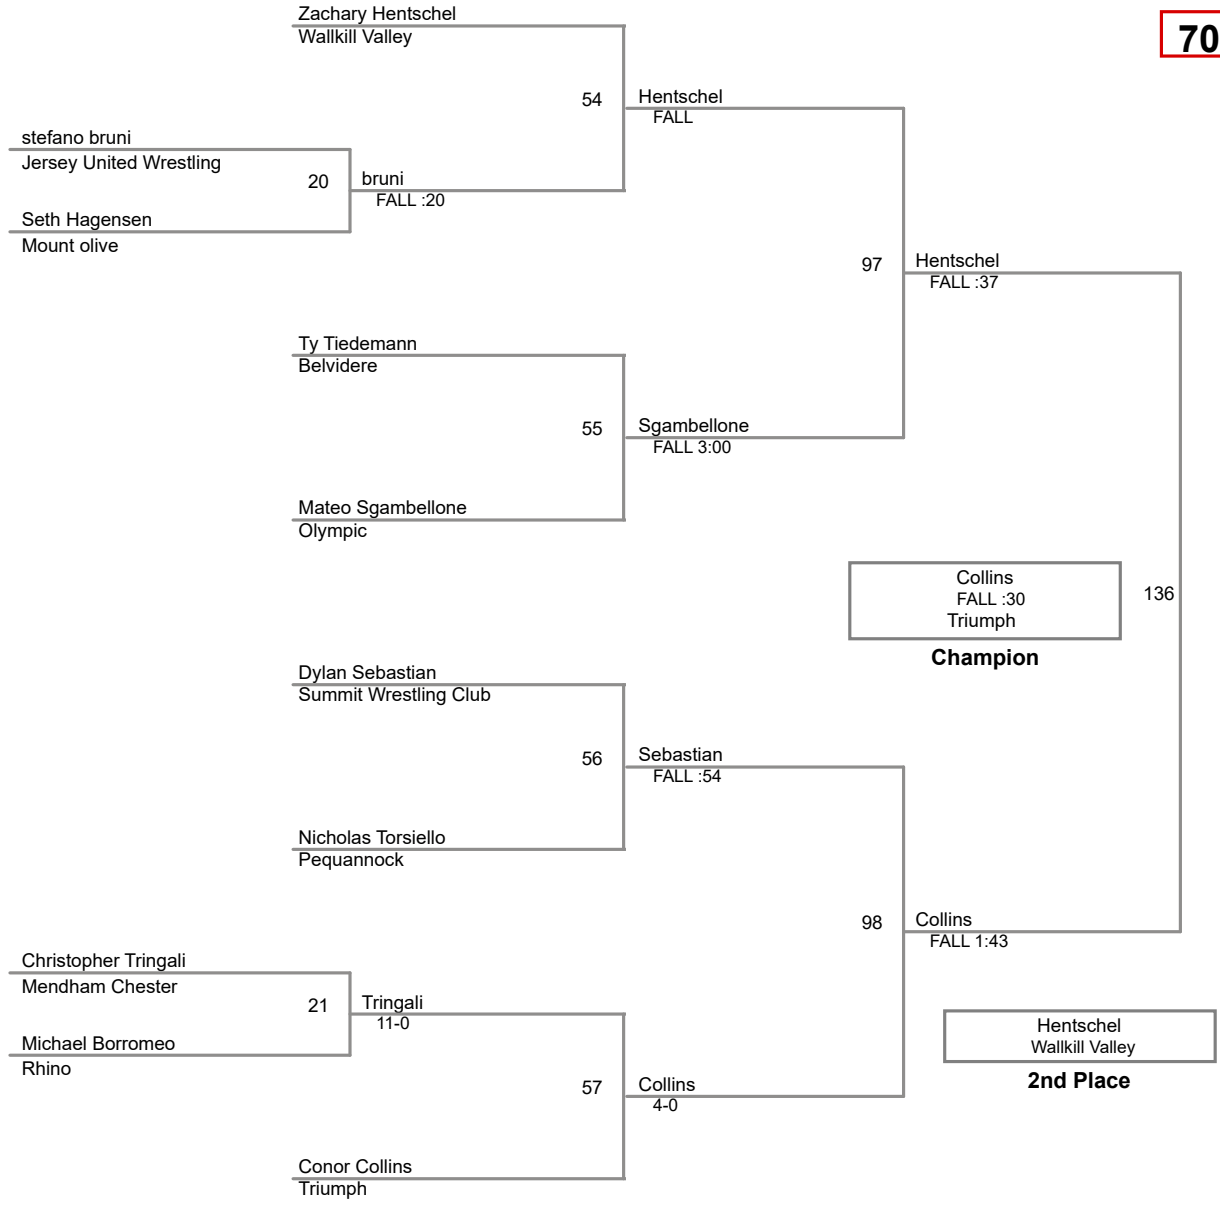 Zachary Hentschel
Wallkill Valley
70
54
Hentschel
FALL
stefano bruni
Jersey United Wrestling
20
bruni
FALL :20
Seth Hagensen
Mount olive
97
Hentschel
FALL :37
Ty Tiedemann
Belvidere
55
Sgambellone
FALL 3:00
Mateo Sgambellone
Olympic
Collins
FALL :30
Triumph
136
Champion
Dylan Sebastian
Summit Wrestling Club
56
Sebastian
FALL :54
Nicholas Torsiello
Pequannock
98
Collins
FALL 1:43
Christopher Tringali
Mendham Chester
21
Tringali
11-0
Michael Borromeo
Rhino
Hentschel
Wallkill Valley
2nd Place
57
Collins
4-0
Conor Collins
Triumph